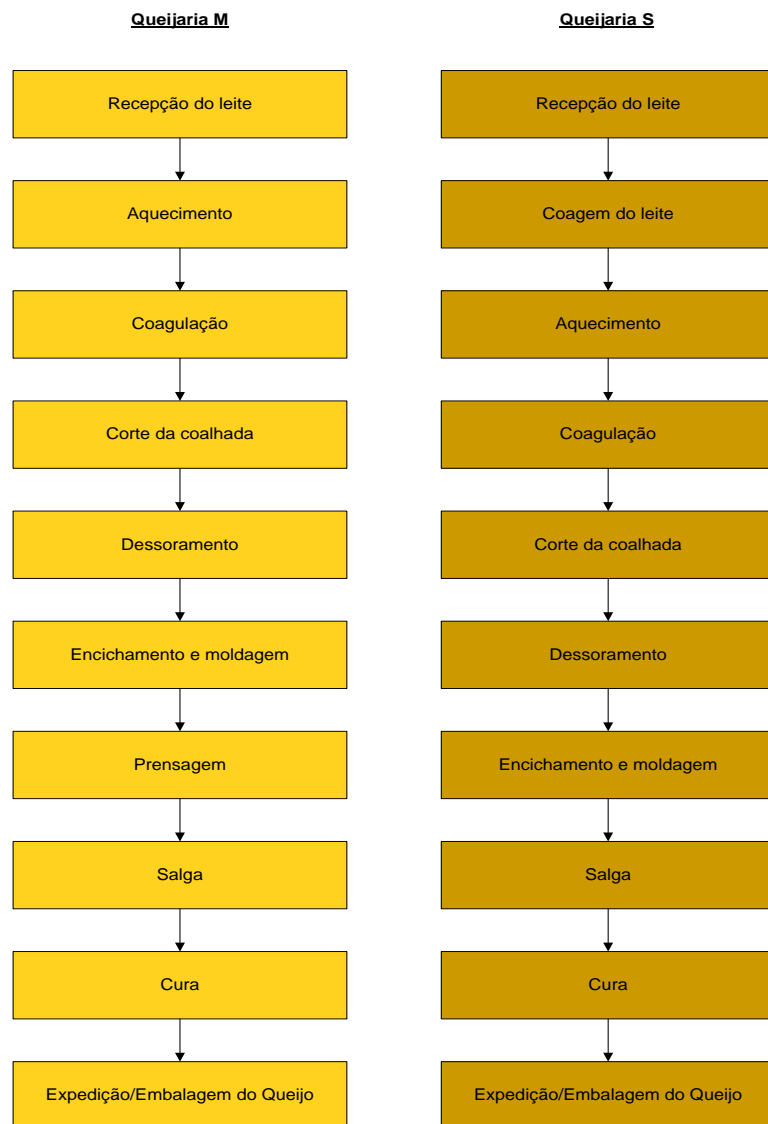 Queijaria M
Recepção do leite
Aquecimento
Coagulação
Corte da coalhada
Dessoramento
Encichamento e moldagem
Prensagem
Salga
Cura
Expedição/Embalagem do Queijo
Queijaria S
Recepção do leite
Coagem do leite
Aquecimento
Coagulação
Corte da coalhada
Dessoramento
Encichamento e moldagem
Salga
Cura
Expedição/Embalagem do Queijo